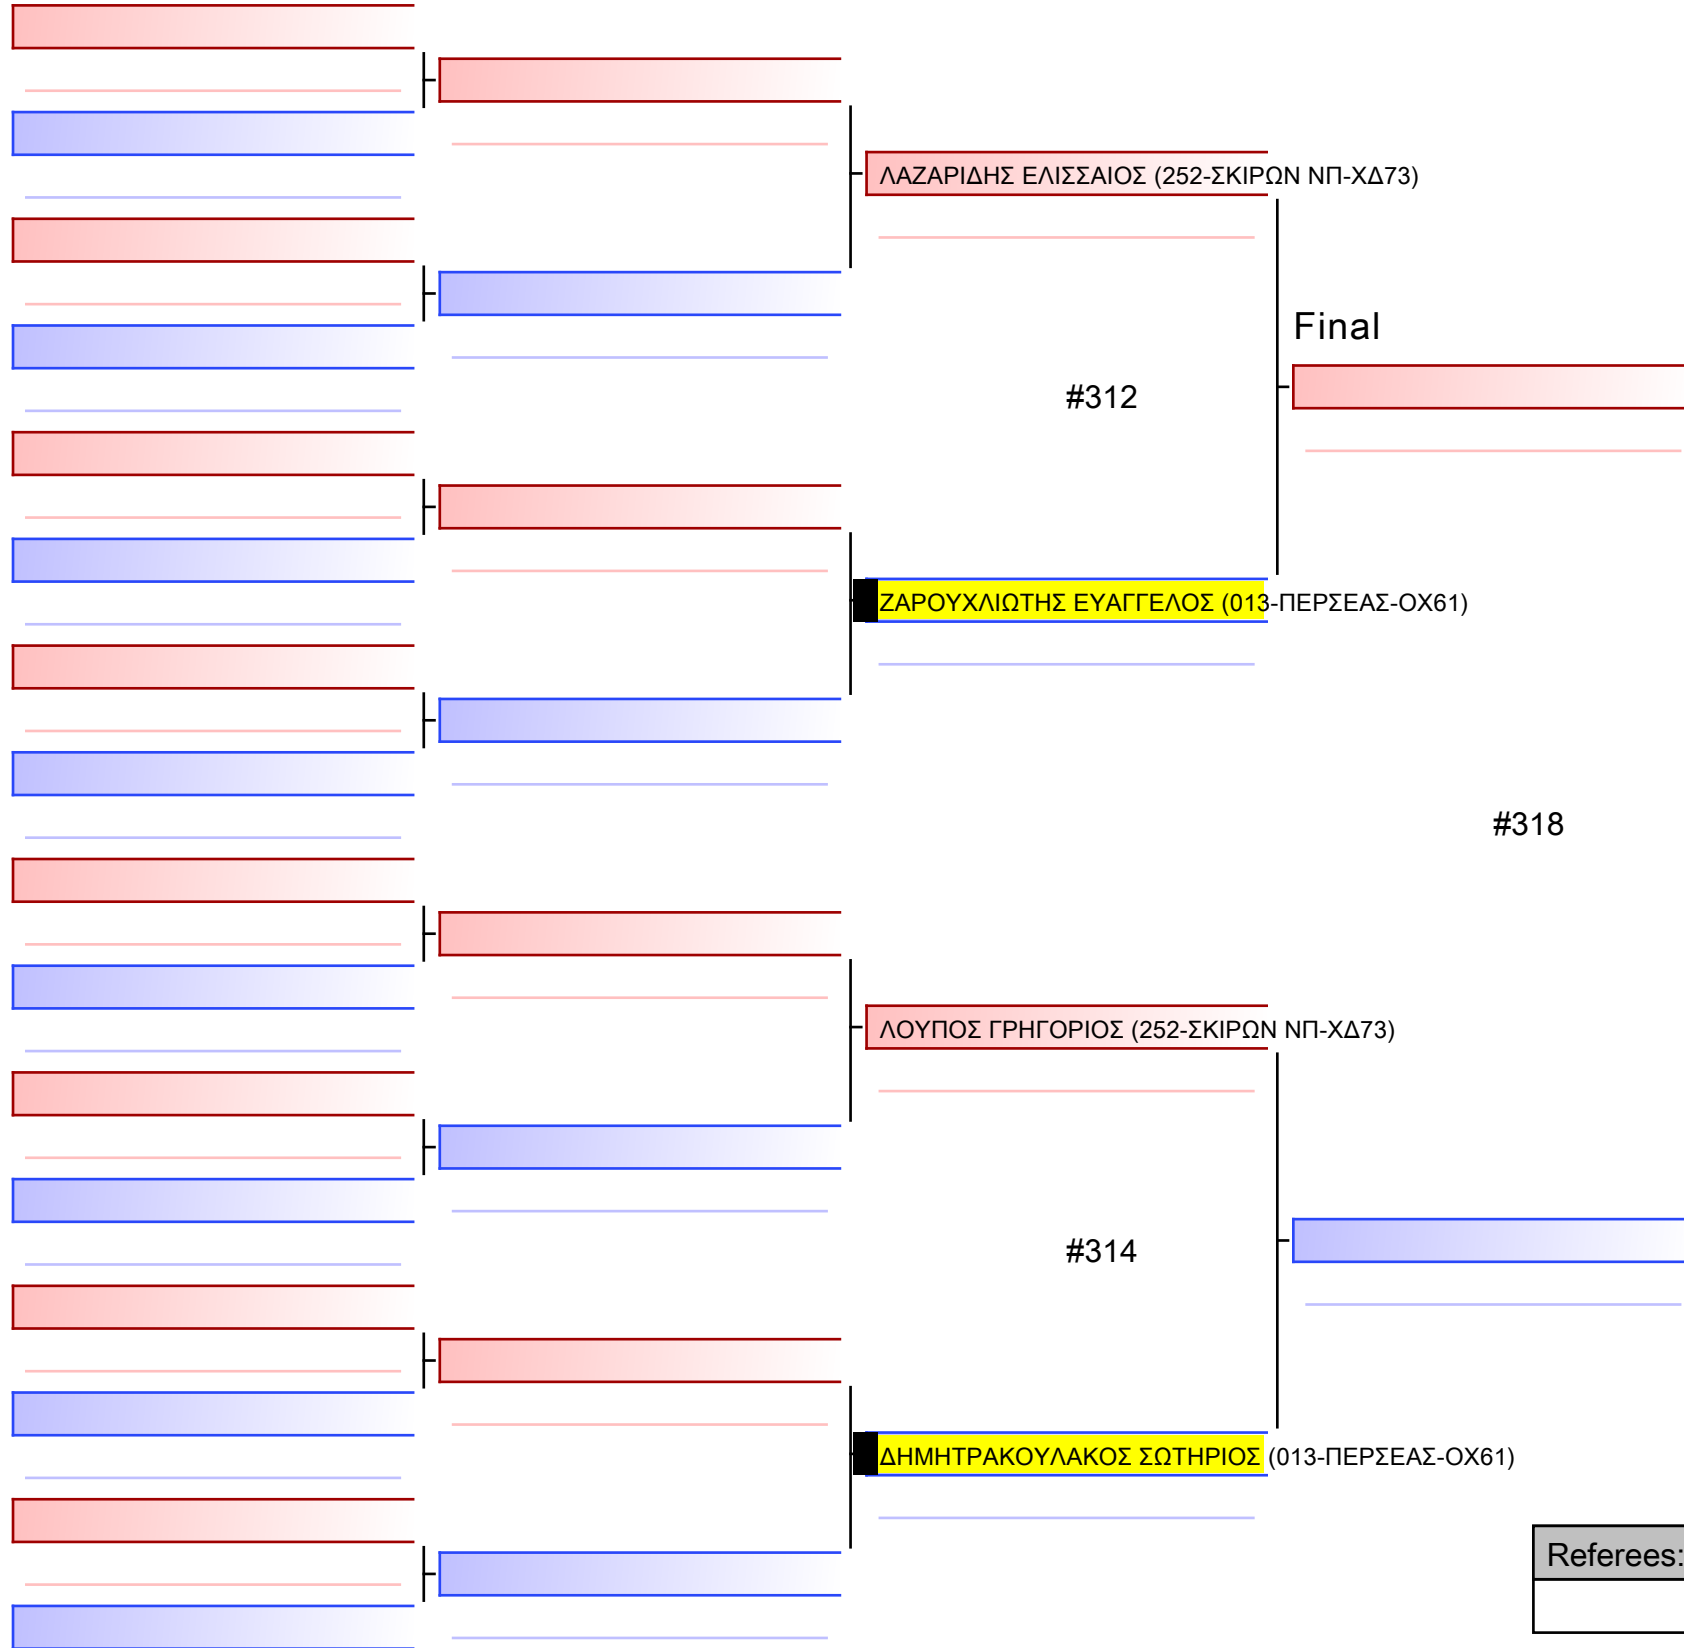 ΛΑΖΑΡΙΔΗΣ ΕΛΙΣΣΑΙΟΣ (252-ΣΚΙΡΩΝ ΝΠ-ΧΔ73)
Final
#312
ΖΑΡΟΥΧΛΙΩΤΗΣ ΕΥΑΓΓΕΛΟΣ (013-ΠΕΡΣΕΑΣ-ΟΧ61)
#318
ΛΟΥΠΟΣ ΓΡΗΓΟΡΙΟΣ (252-ΣΚΙΡΩΝ ΝΠ-ΧΔ73)
#314
ΔΗΜΗΤΡΑΚΟΥΛΑΚΟΣ ΣΩΤΗΡΙΟΣ (013-ΠΕΡΣΕΑΣ-ΟΧ61)
Referees: